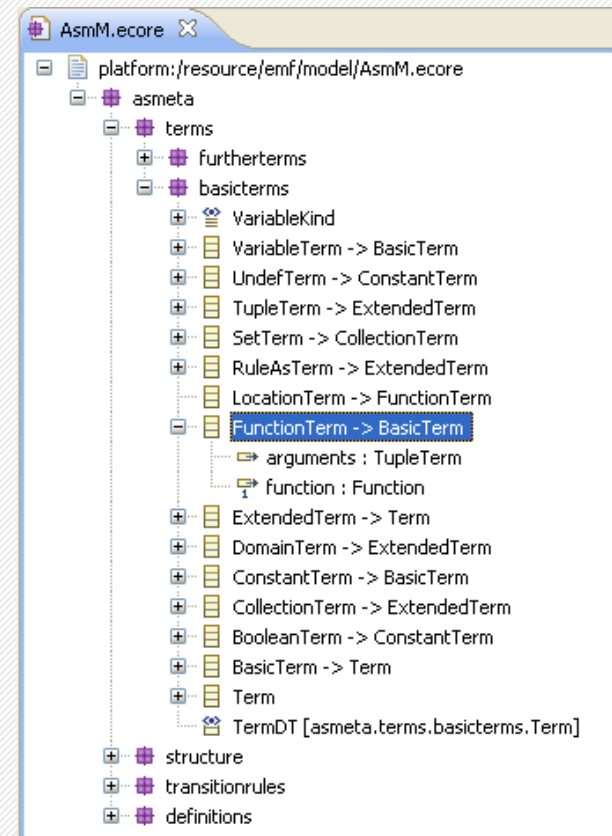 AsmM.ecore
platform:/resource/emf/model/AsmM.ecore
asmeta
terms
furtherterms
basicterms
VariableKind
VariableTerm -> BasicTerm
UndefTerm -> ConstantTerm
TupleTerm -> ExtendedTerm
SetTerm -> CollectionTerm
RuleAsTerm -> ExtendedTerm
LocationTerm -> FunctionTerm
FunctionTerm -> BasicTerm
arguments : TupleTerm
1 function : Function
ExtendedTerm -> Term
DomainTerm -> ExtendedTerm
ConstantTerm -> BasicTerm
CollectionTerm -> ExtendedTerm
BooleanTerm -> ConstantTerm
BasicTerm -> Term
Term
TermDT [asmeta.terms.basicterms.Term]
structure
transitionrules
definitions